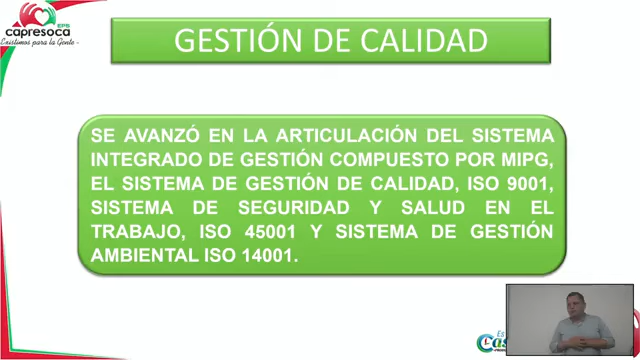 EPS
capresoca
Existimos para la Gente -
GESTIÓN DE CALIDAD
SE AVANZÓ EN LA ARTICULACIÓN DEL SISTEMA
INTEGRADO DE GESTIÓN COMPUESTO POR MIPG,
EL SISTEMA DE GESTIÓN DE CALIDAD, ISO 9001,
SISTEMA DE SEGURIDAD Y SALUD EN EL
TRABAJO, ISO 45001 Y SISTEMA DE GESTIÓN
AMBIENTAL ISO 14001.
Es